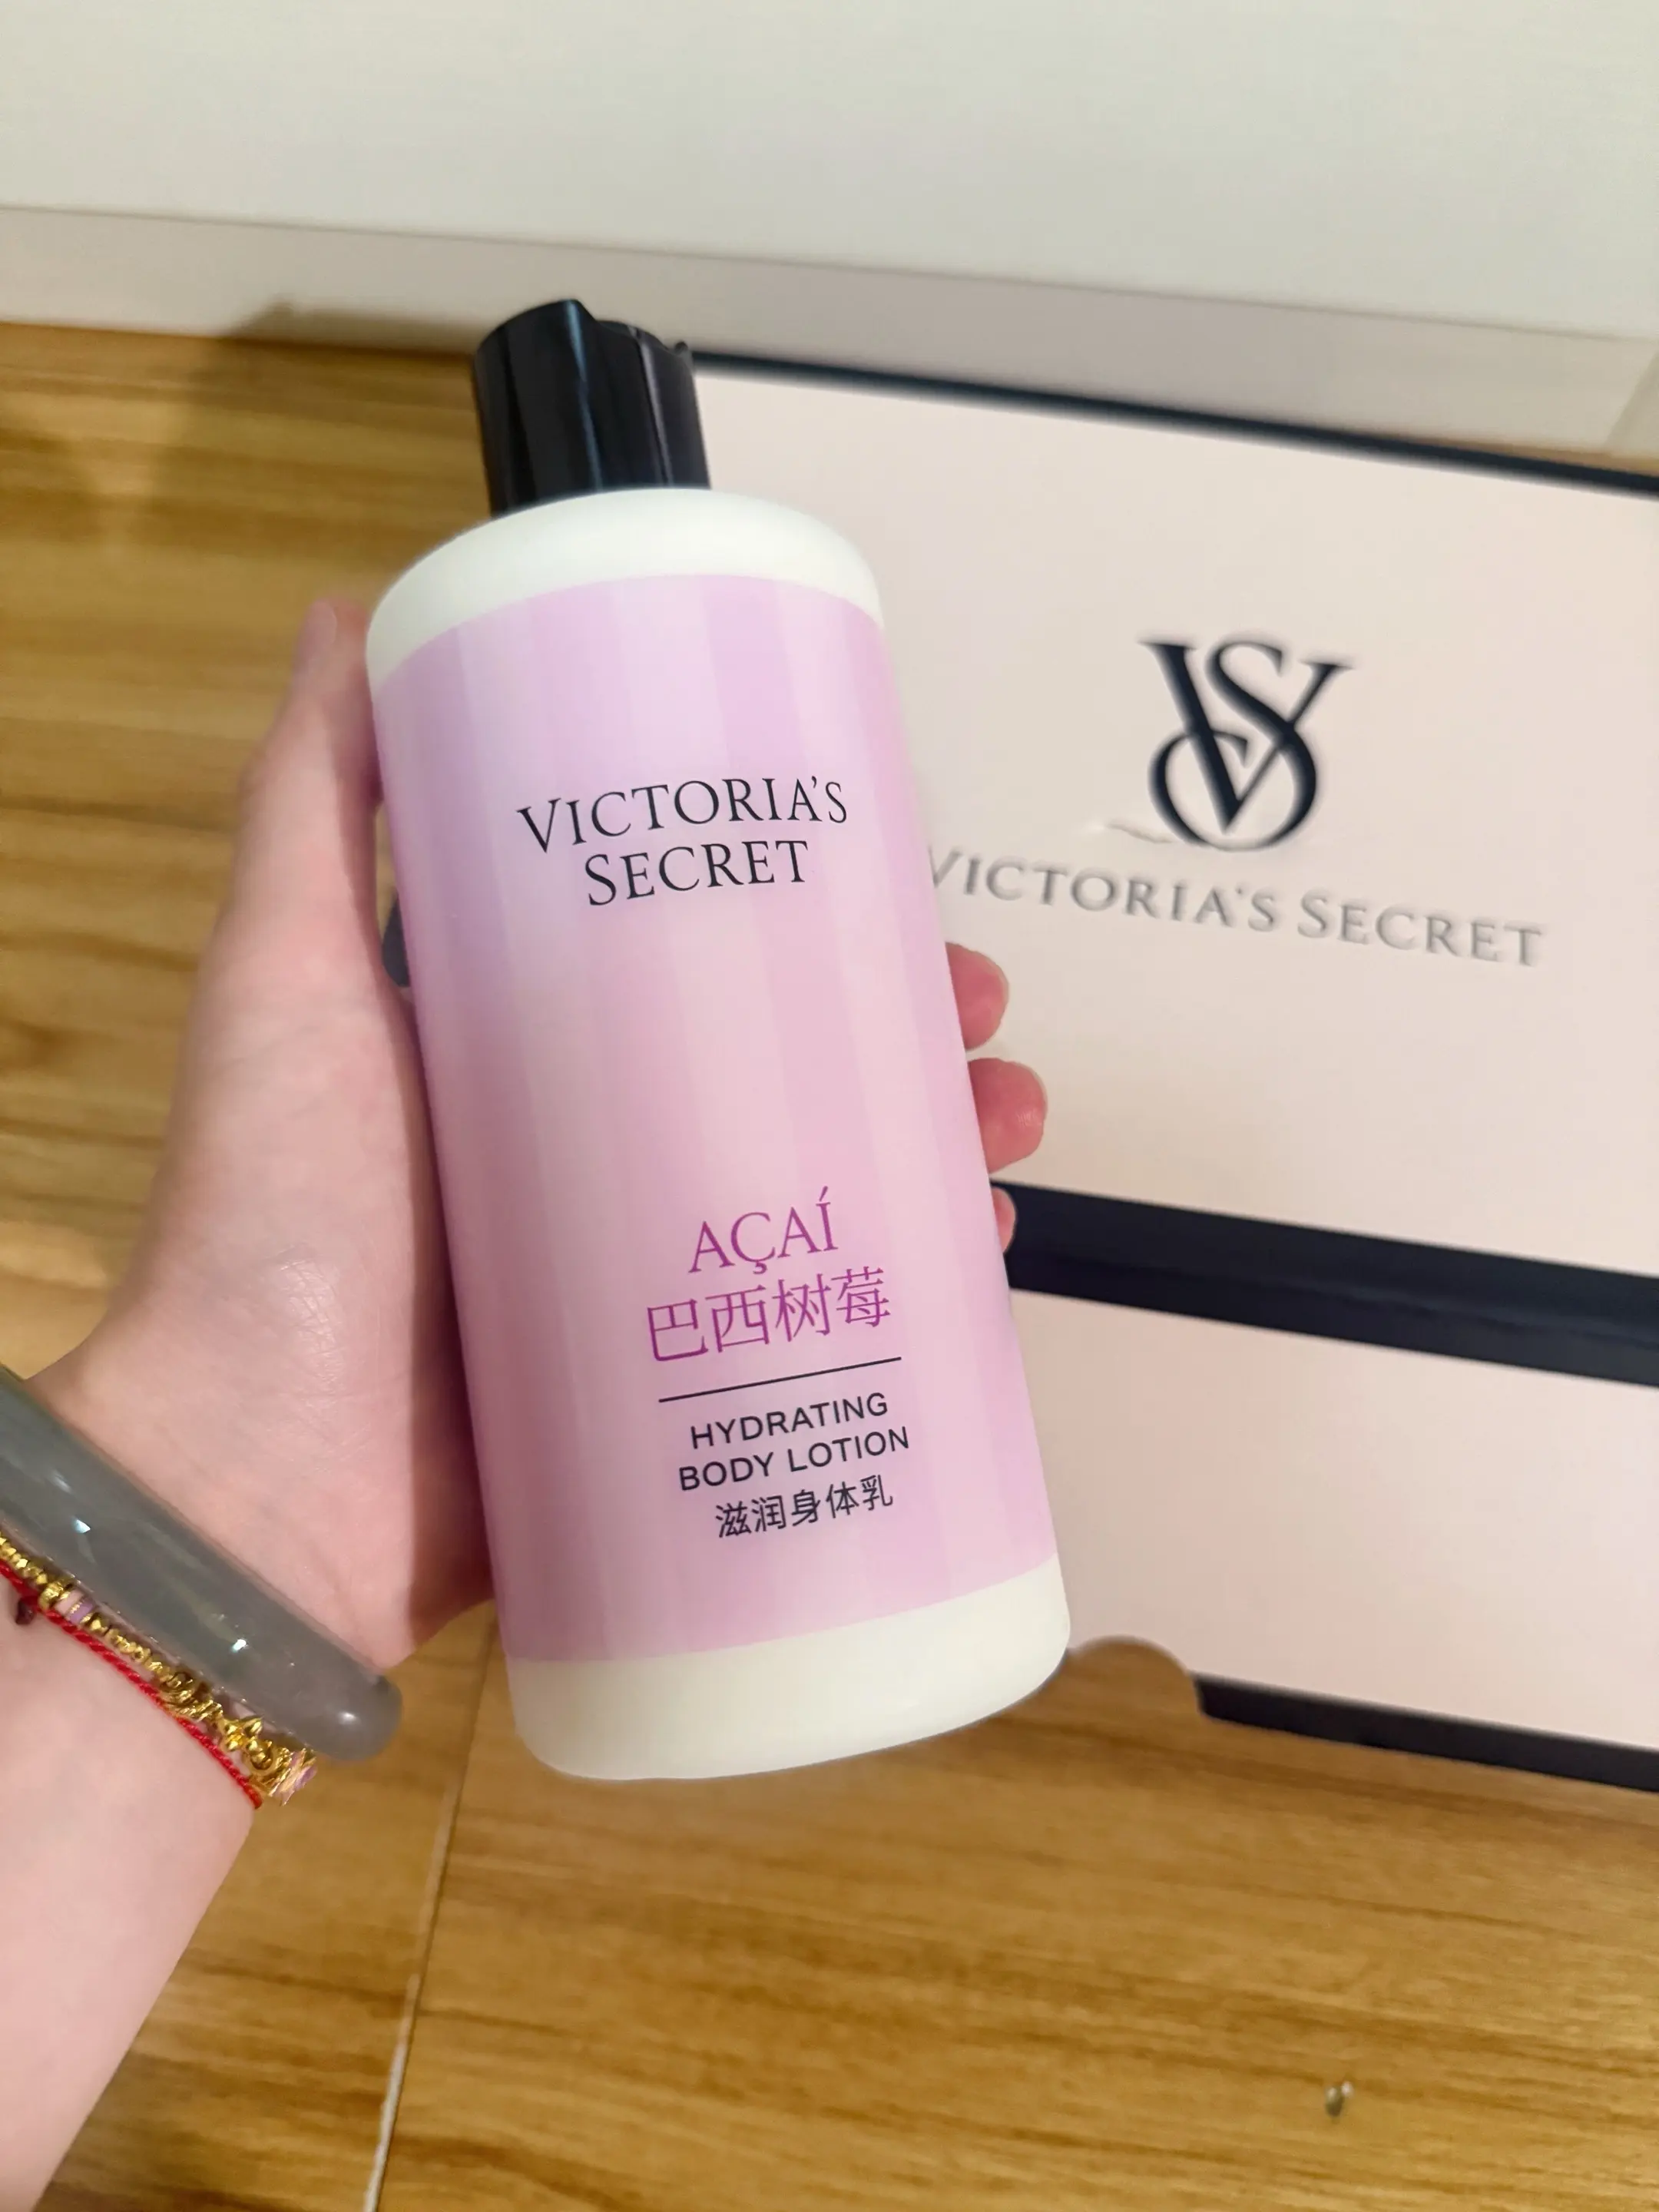 VICTORIA'S
SECRET
AÇAÍ
巴西树莓
HYDRATING
BODY LOTION
滋润身体乳
VS
VICTORIA'S SECRET